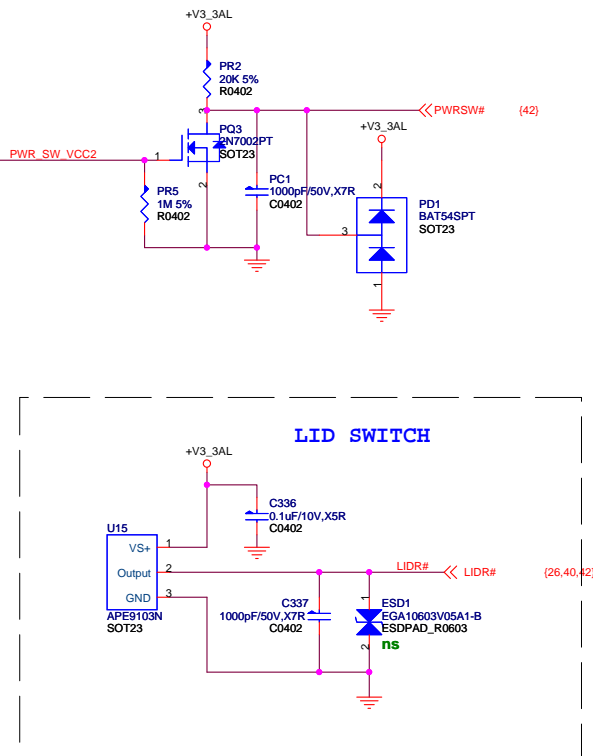 +V3_3AL
PR2
20K 5%
R0402
3
PWRSW#
{42}
+V3_3AL
PQ3
2N7002PT
SOT23
PWR_SW_VCC2
1
2
PC1
1000pF/50V,X7R
C0402
PR5
1M 5%
R0402
2
PD1
BAT54SPT
SOT23
3
1
LID SWITCH
+V3_3AL
C336
0.1uF/10V,X5R
C0402
U15
VS+
1
Output
2
GND
3
APE9103N
SOT23
LIDR#
LIDR#
{26,40,42}
C337
1000pF/50V,X7R
C0402
1
ESD1
EGA10603V05A1-B
ESDPAD_R0603
2
ns